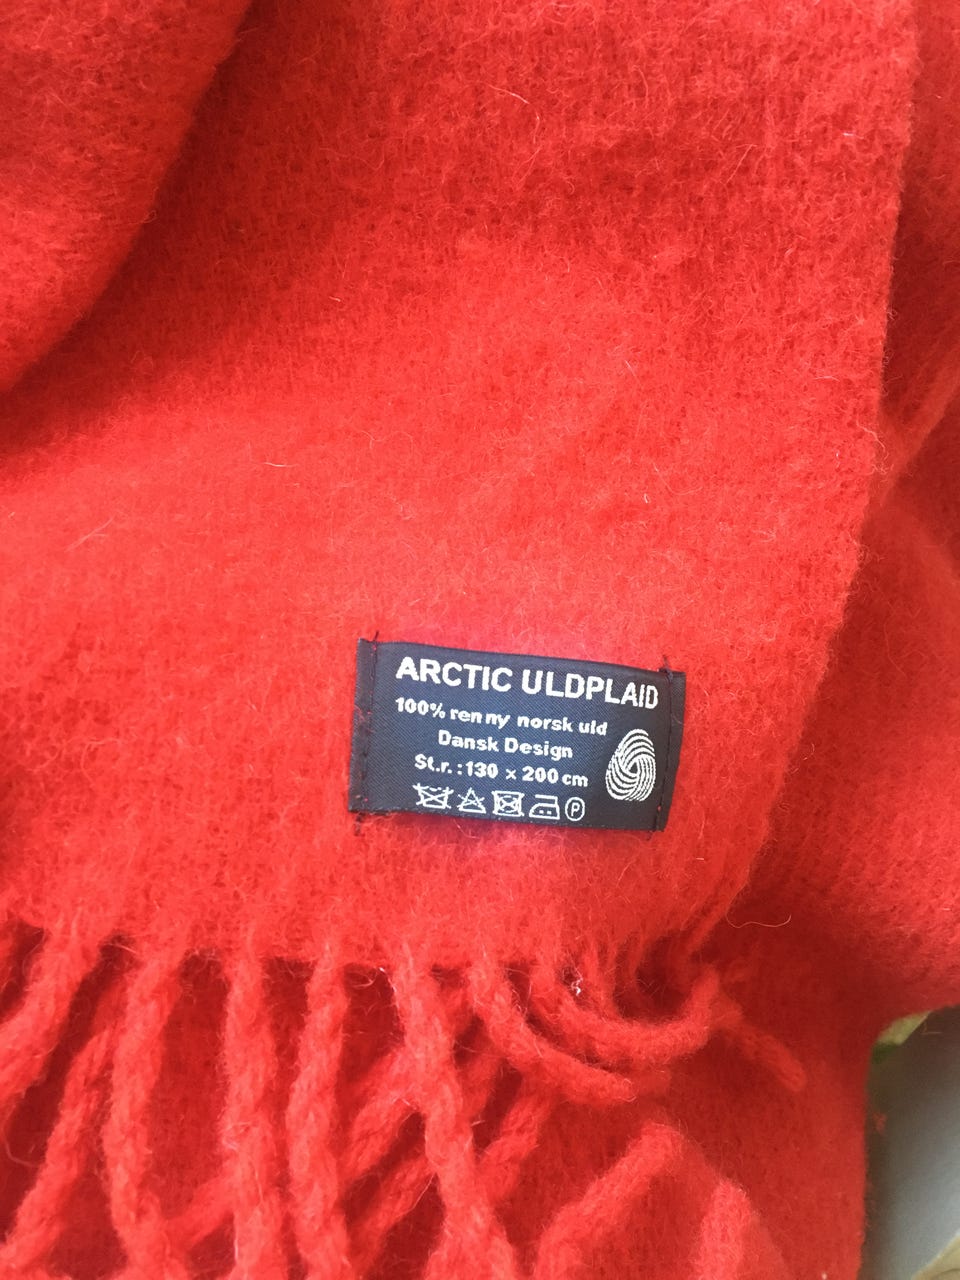 ARCTIC ULDPLAID
100% ren ny norsk uld
Dansk Design
St.r.:130 x 200 cm
P